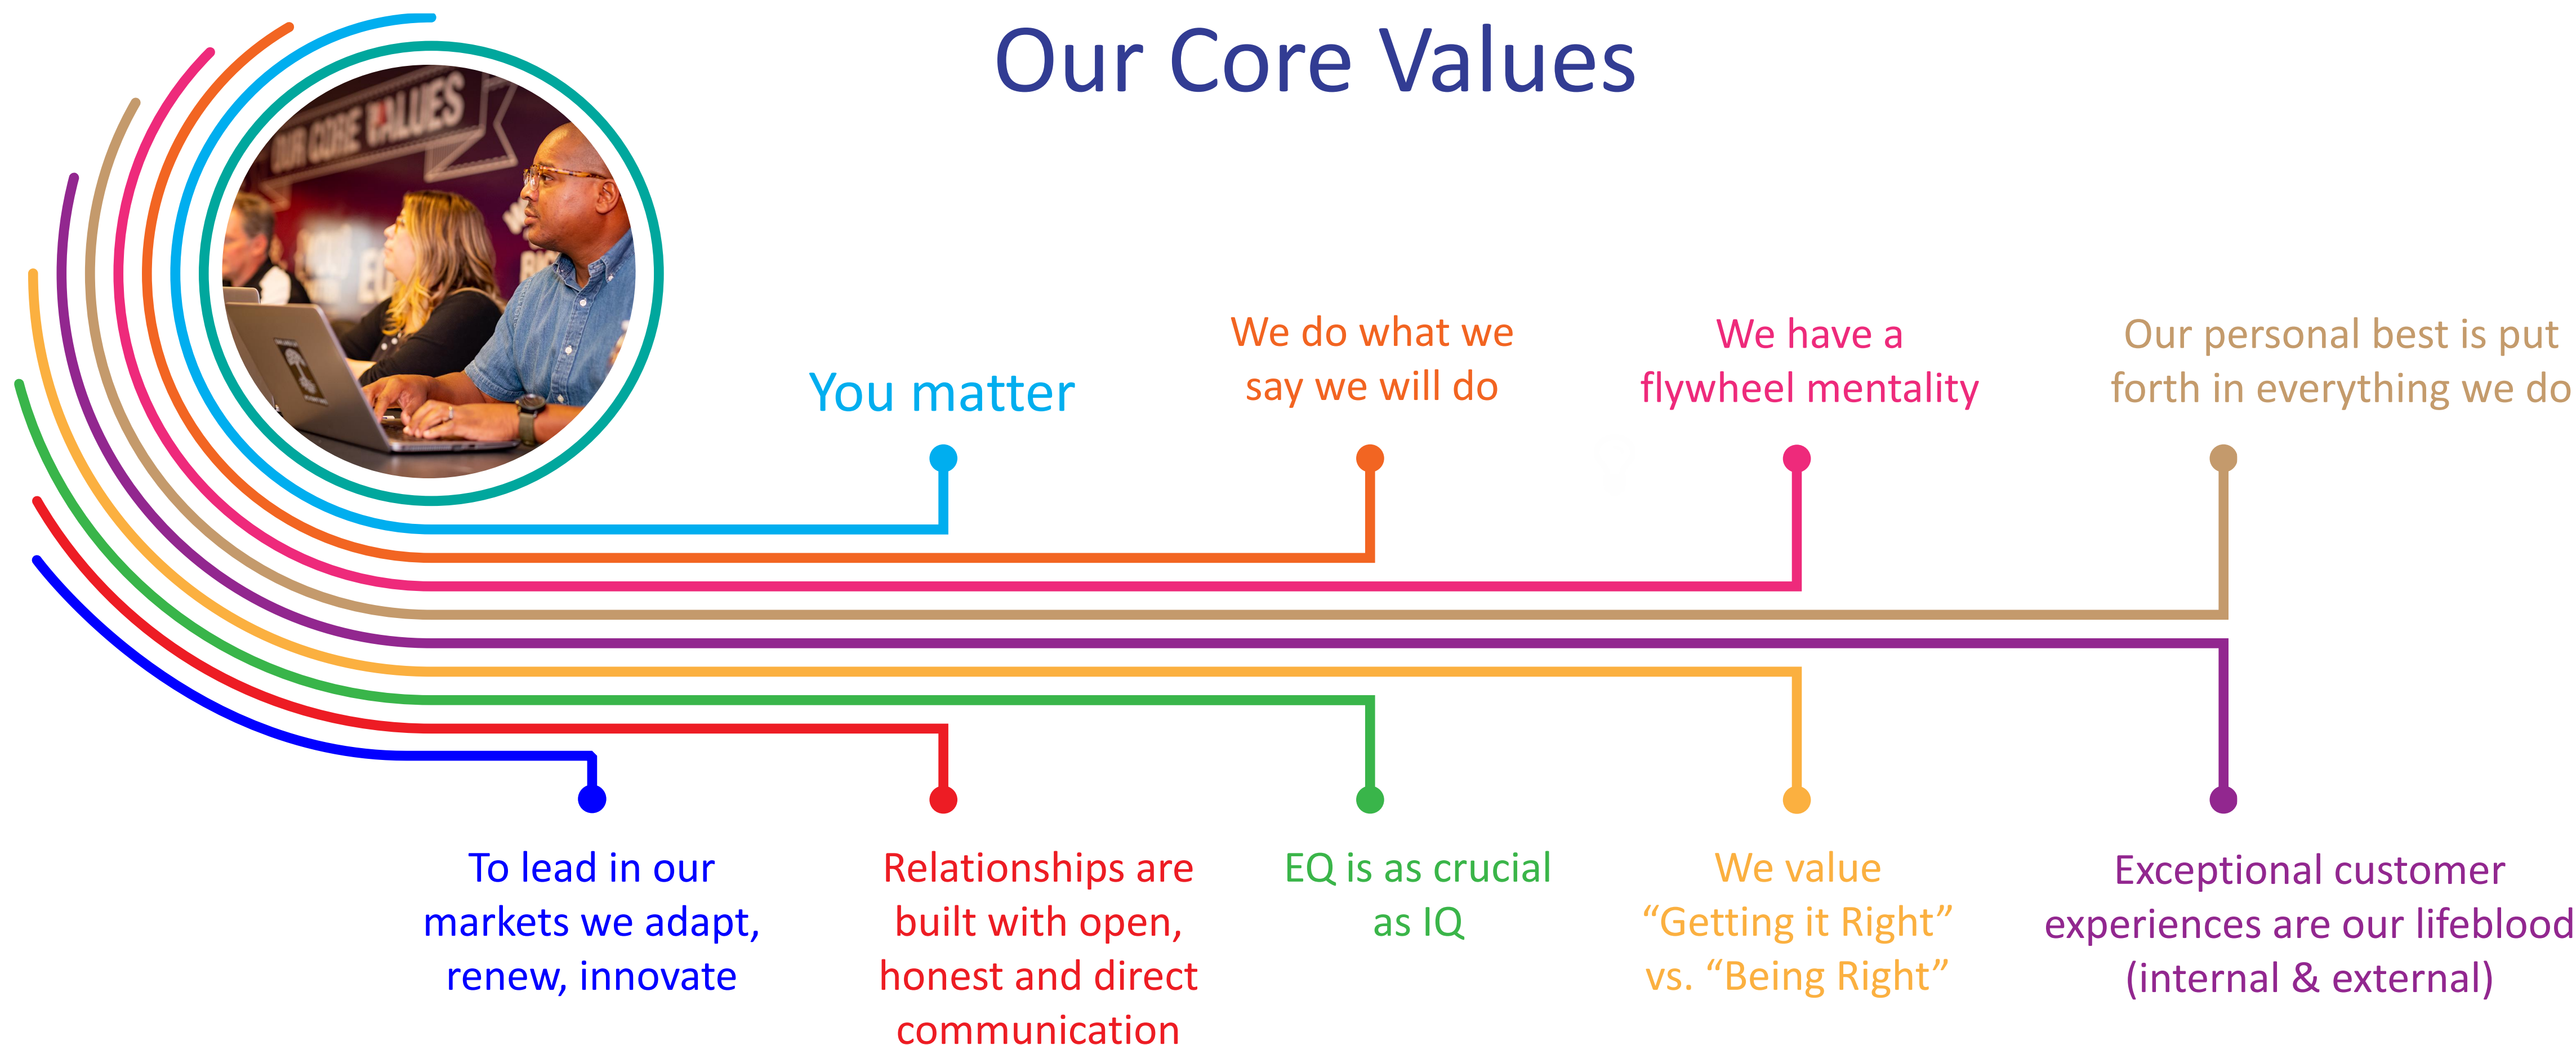 Our Core Values
OUR CORE VALUES
You matter
We do what we
say we will do
We have a
flywheel mentality
Our personal best is put
forth in everything we do
To lead in our
markets we adapt,
renew, innovate
Relationships are
built with open,
honest and direct
communication
EQ is as crucial
as IQ
We value
“Getting it Right”
vs. “Being Right”
Exceptional customer
experiences are our lifeblood
(internal & external)